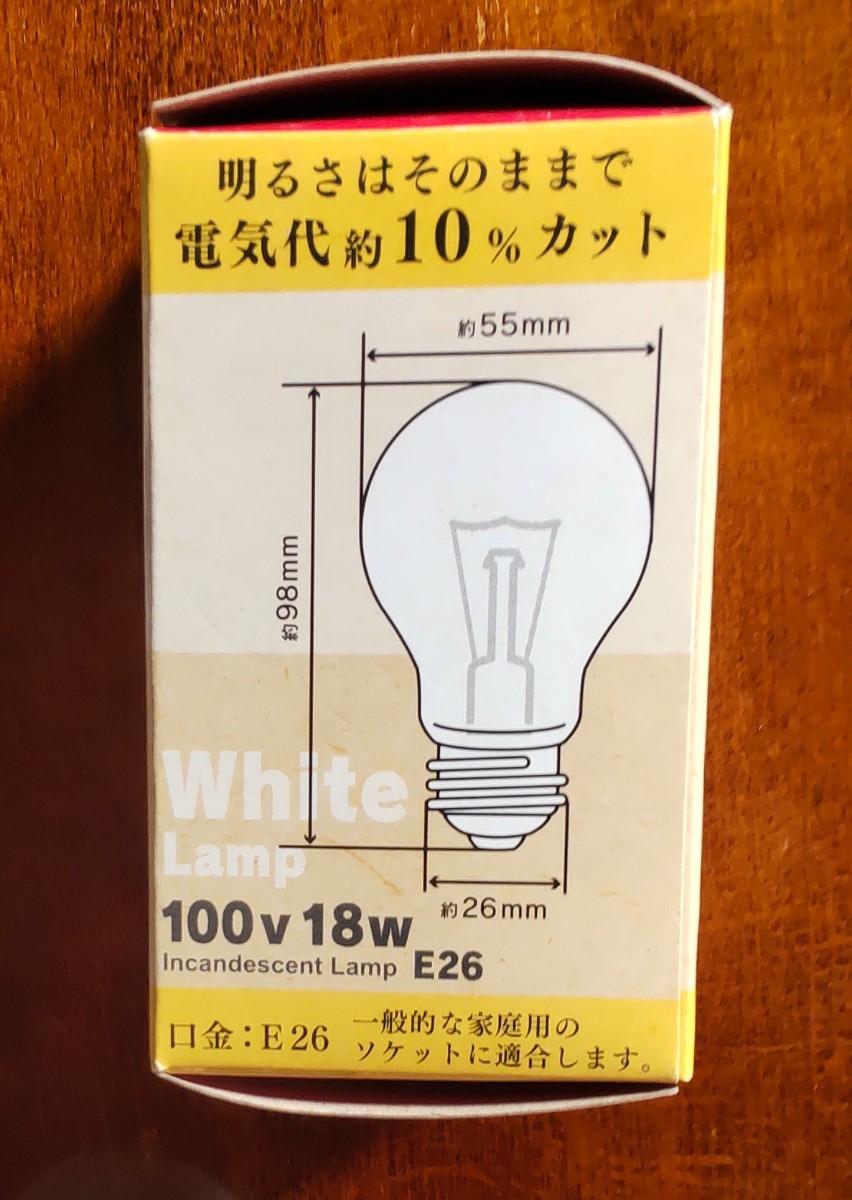 明るさはそのままで
電気代約10%カット
約55mm
約98mm
White
Lamp
100v 18w
約26mm
Incandescent Lamp E26
口金:E26
一般的な家庭用の
ソケットに適合します。